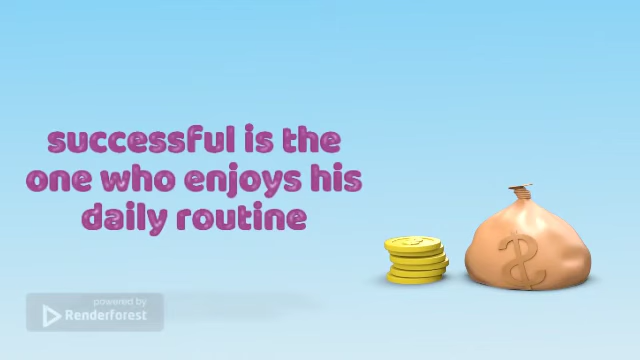 successful is the
one who enjoys his
daily routine
powered by
Renderforest